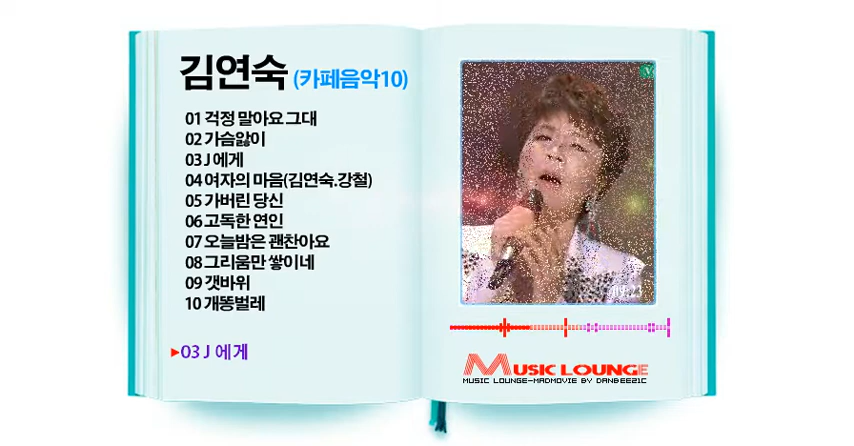 김연숙 (카페음악10)
01 걱정 말아요 그대
02 가슴앓이
03 J 에게
04 여자의 마음(김연숙.강철)
05 가버린 당신
06 고독한 연인
07 오늘밤은 괜찬아요
08 그리움만 쌓이네
09 갯바위
10 개똥벌레
▶03 J 에게
MUSIC LOUNGE
MUSIC LOUNGE-MADMOVIE BY DANBEE21C